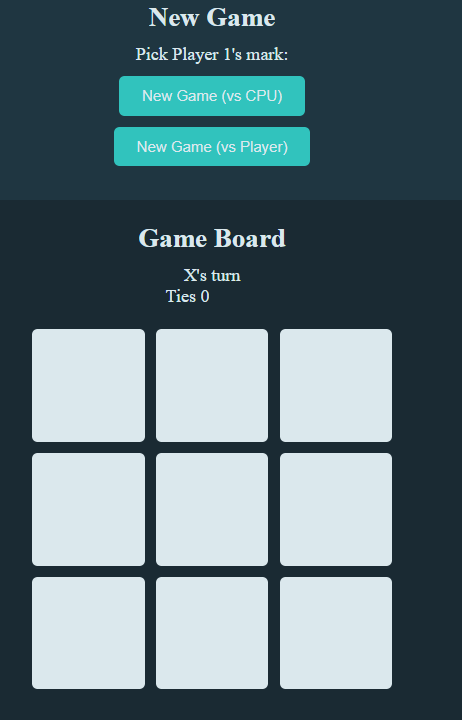 New Game
Pick Player 1's mark:
New Game (vs CPU)
New Game (vs Player)
Game Board
X's turn
Ties 0